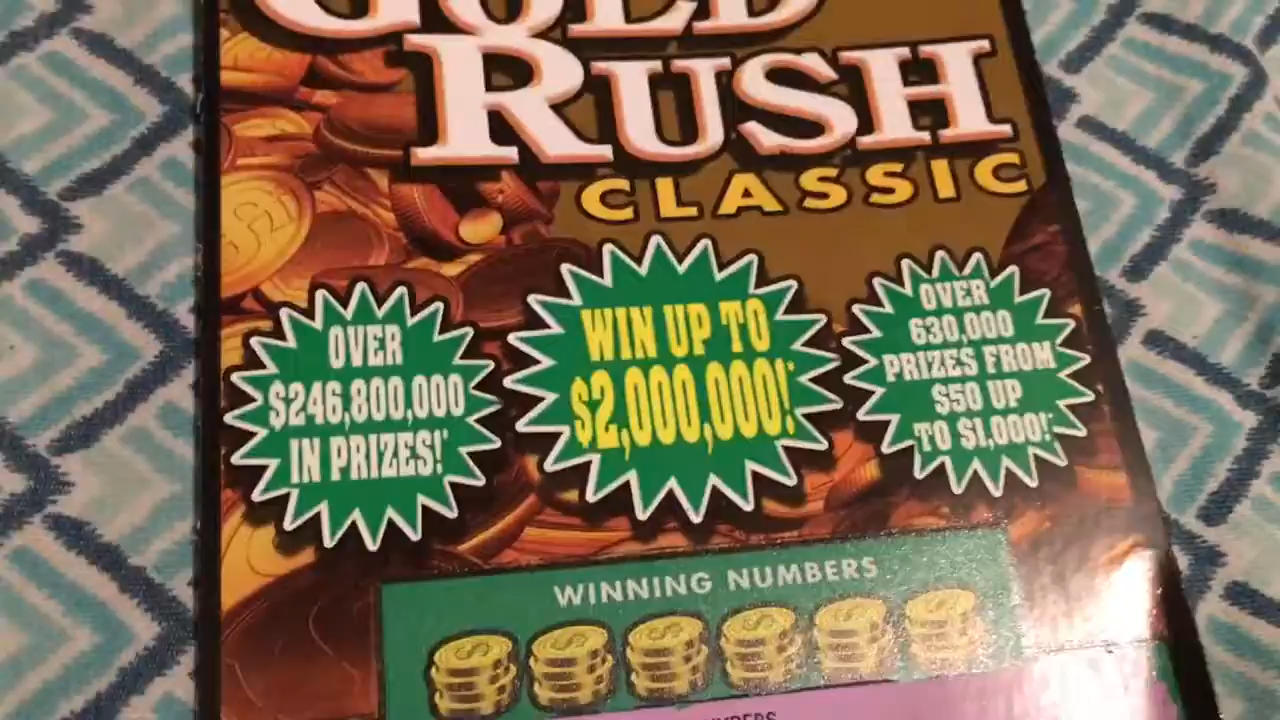 GOLD
RUSH
CLASSIC
OVER
$246,800,000
IN PRIZES!*
WIN UP TO
$2,000,000!*
OVER
630,000
PRIZES FROM
$50 UP
TO $1,000!*
WINNING NUMBERS